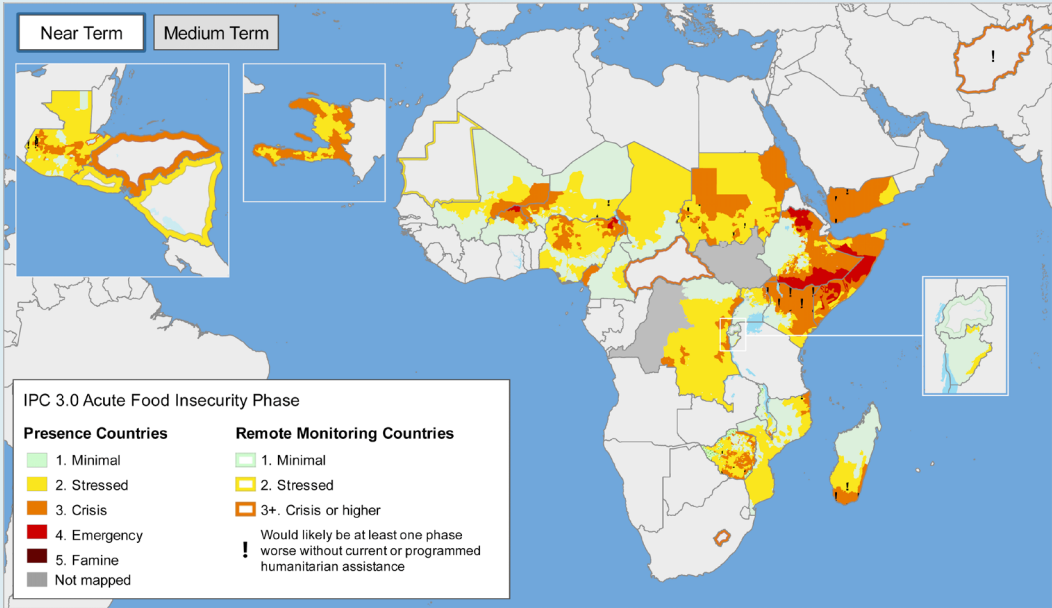 Near Term
Medium Term
IPC 3.0 Acute Food Insecurity Phase
Presence Countries
1. Minimal
2. Stressed
3. Crisis
4. Emergency
5. Famine
Not mapped
Remote Monitoring Countries
1. Minimal
2. Stressed
3+. Crisis or higher
! Would likely be at least one phase
worse without current or programmed
humanitarian assistance